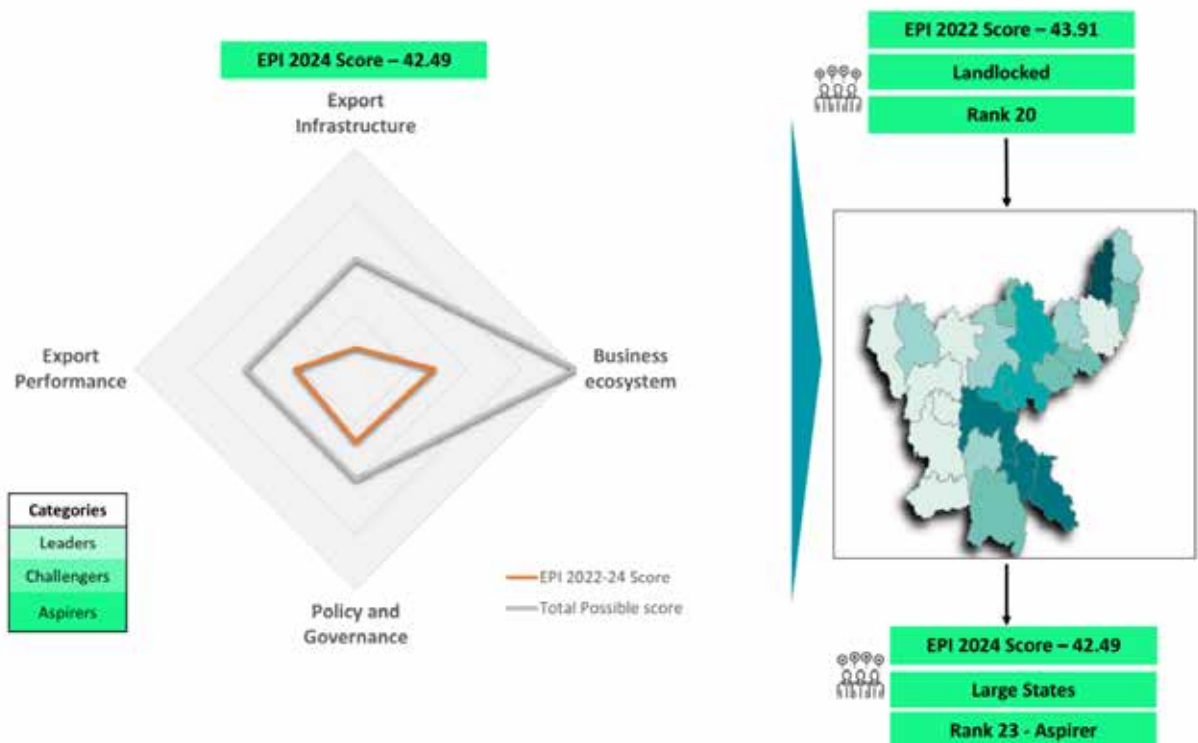 EPI 2024 Score – 42.49
Export
Infrastructure
Export
Performance
Business
ecosystem
Policy and
Governance
Categories
Leaders
Challengers
Aspirers
EPI 2022-24 Score
Total Possible score
EPI 2022 Score – 43.91
Landlocked
Rank 20
EPI 2024 Score – 42.49
Large States
Rank 23 - Aspirer